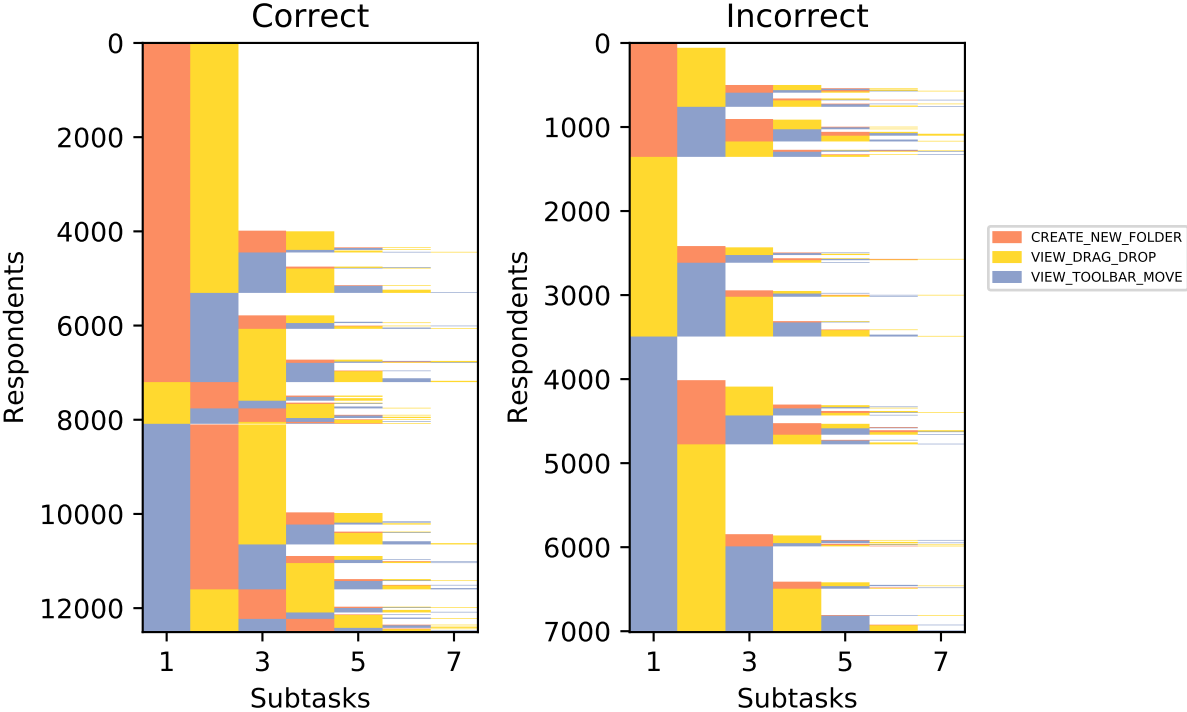 Correct
Incorrect
0
2000
4000
6000
8000
10000
12000
Respondents
1
3
5
7
Subtasks
0
1000
2000
3000
4000
5000
6000
7000
Respondents
1
3
5
7
Subtasks
CREATE_NEW_FOLDER
VIEW_DRAG_DROP
VIEW_TOOLBAR_MOVE